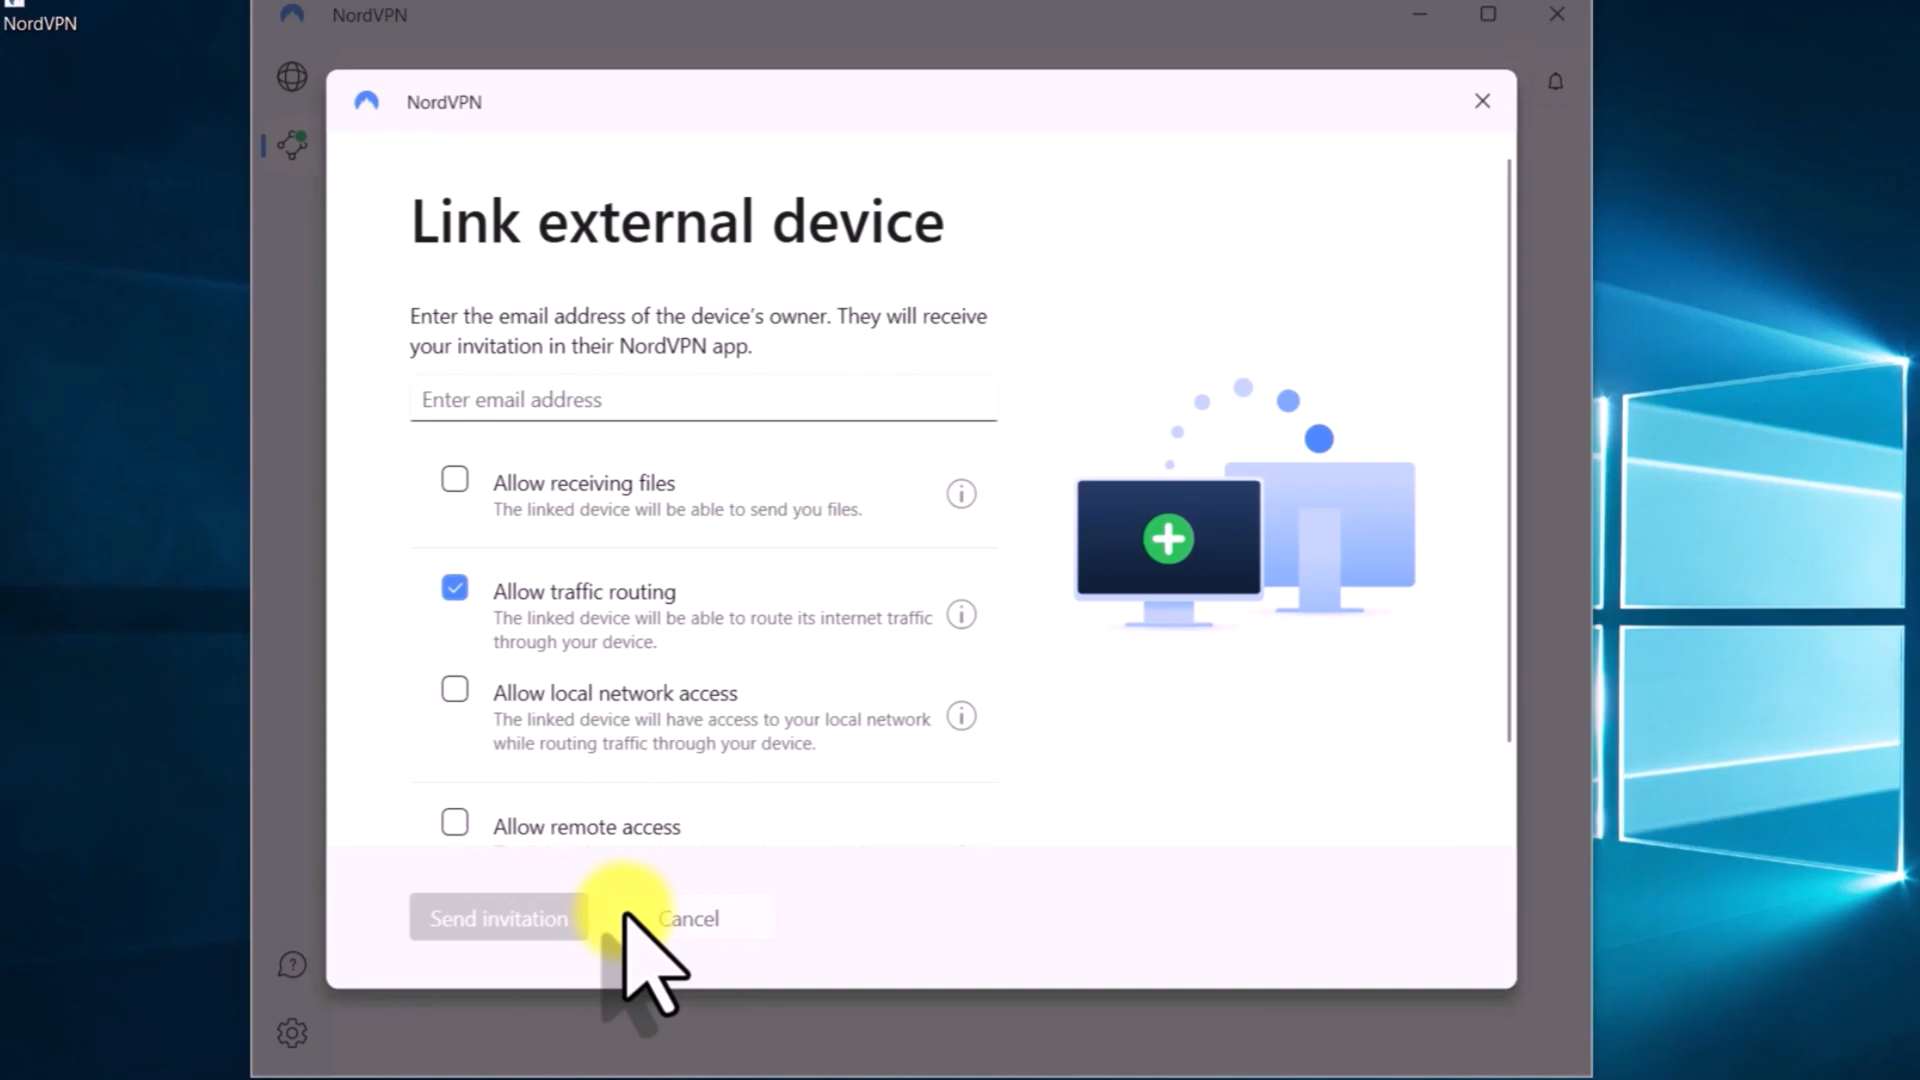 NordVPN
NordVPN
NordVPN
Link external device
Enter the email address of the device's owner. They will receive
your invitation in their NordVPN app.
Enter email address
Allow receiving files
The linked device will be able to send you files.
Allow traffic routing
The linked device will be able to route its internet traffic
through your device.
Allow local network access
The linked device will have access to your local network
while routing traffic through your device.
Allow remote access
Send invitation
Cancel